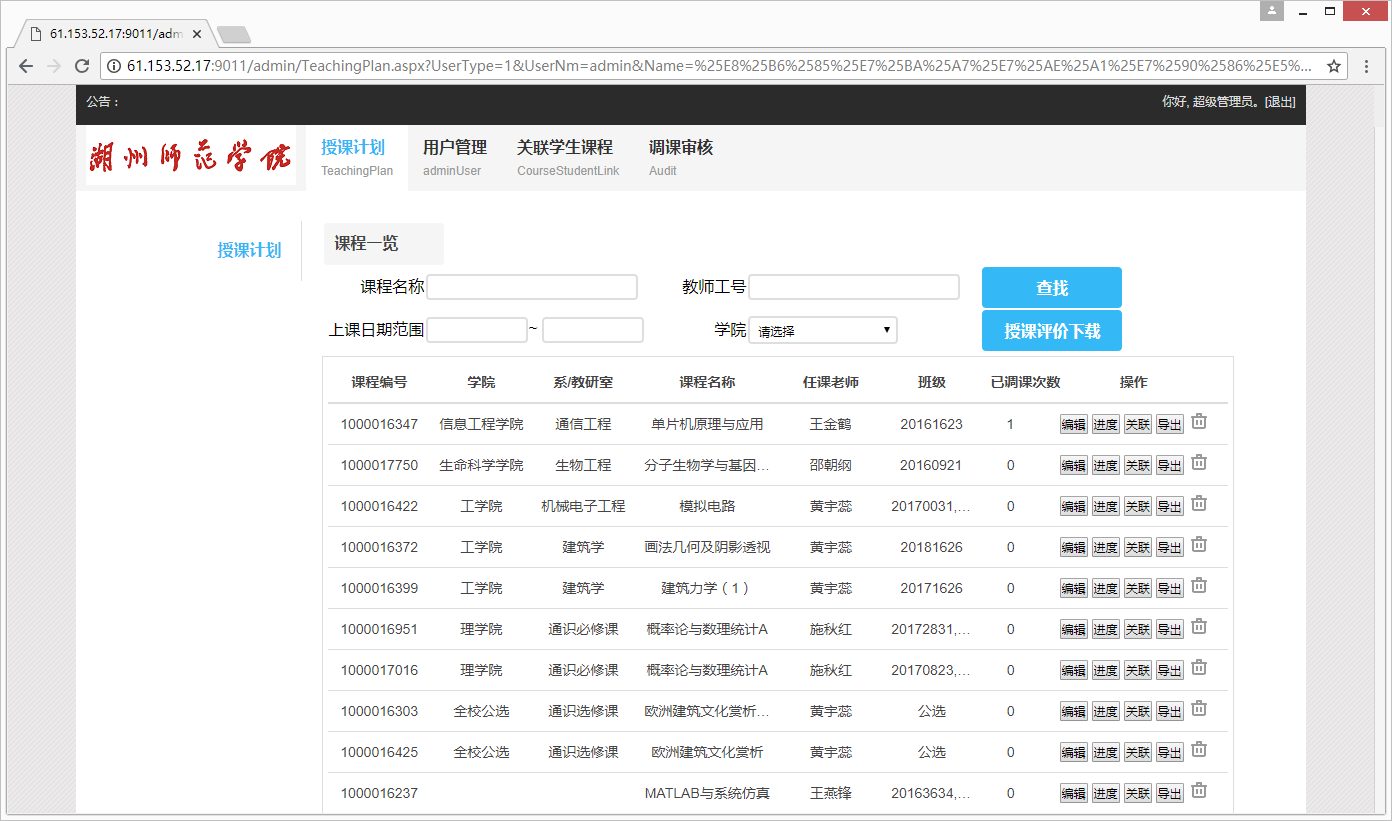 61.153.52.17:9011/adm
61.153.52.17:9011/admin/TeachingPlan.aspx?UserType=1&UserNm=admin&Name=%25E8%25B6%2585%25E7%25BA%25A7%25E7%25AE%25A1%25E7%2590%2586%25E5%...
公告： 你好, 超级管理员。[退出]
湖州师范学院
授课计划 用户管理 关联学生课程 调课审核
TeachingPlan adminUser CourseStudentLink Audit
授课计划
课程一览
课程名称 教师工号 查找
上课日期范围 ~ 学院 请选择 授课评价下载
课程编号 学院 系/教研室 课程名称 任课老师 班级 已调课次数 操作
1000016347 信息工程学院 通信工程 单片机原理与应用 王金鹤 20161623 1 编辑 进度 关联 导出
1000017750 生命科学学院 生物工程 分子生物学与基因... 邵朝纲 20160921 0 编辑 进度 关联 导出
1000016422 工学院 机械电子工程 模拟电路 黄宇蕊 20170031,... 0 编辑 进度 关联 导出
1000016372 工学院 建筑学 画法几何及阴影透视 黄宇蕊 20181626 0 编辑 进度 关联 导出
1000016399 工学院 建筑学 建筑力学（1） 黄宇蕊 20171626 0 编辑 进度 关联 导出
1000016951 理学院 通识必修课 概率论与数理统计A 施秋红 20172831,... 0 编辑 进度 关联 导出
1000017016 理学院 通识必修课 概率论与数理统计A 施秋红 20170823,... 0 编辑 进度 关联 导出
1000016303 全校公选 通识选修课 欧洲建筑文化赏析... 黄宇蕊 公选 0 编辑 进度 关联 导出
1000016425 全校公选 通识选修课 欧洲建筑文化赏析 黄宇蕊 公选 0 编辑 进度 关联 导出
1000016237 MATLAB与系统仿真 王燕锋 20163634,... 0 编辑 进度 关联 导出